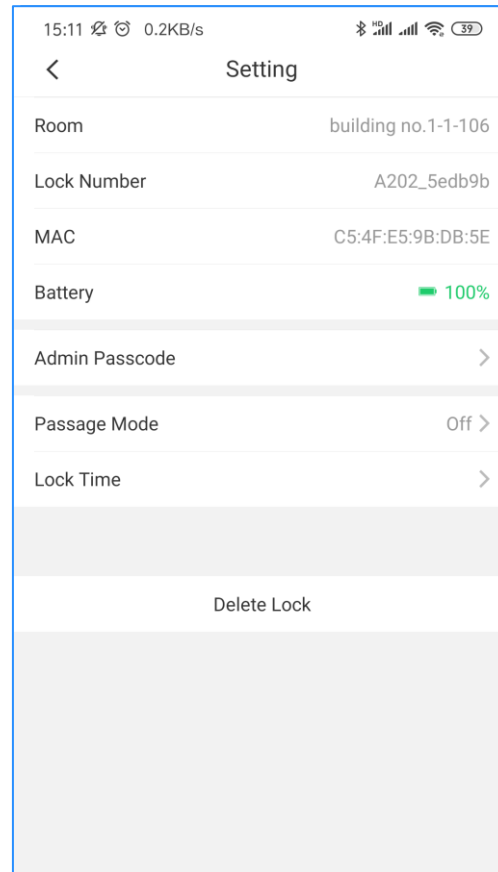 15:11 0.2KB/s HD 39
Setting
Room building no.1-1-106
Lock Number A202_5edb9b
MAC C5:4F:E5:9B:DB:5E
Battery 100%
Admin Passcode
Passage Mode Off
Lock Time
Delete Lock